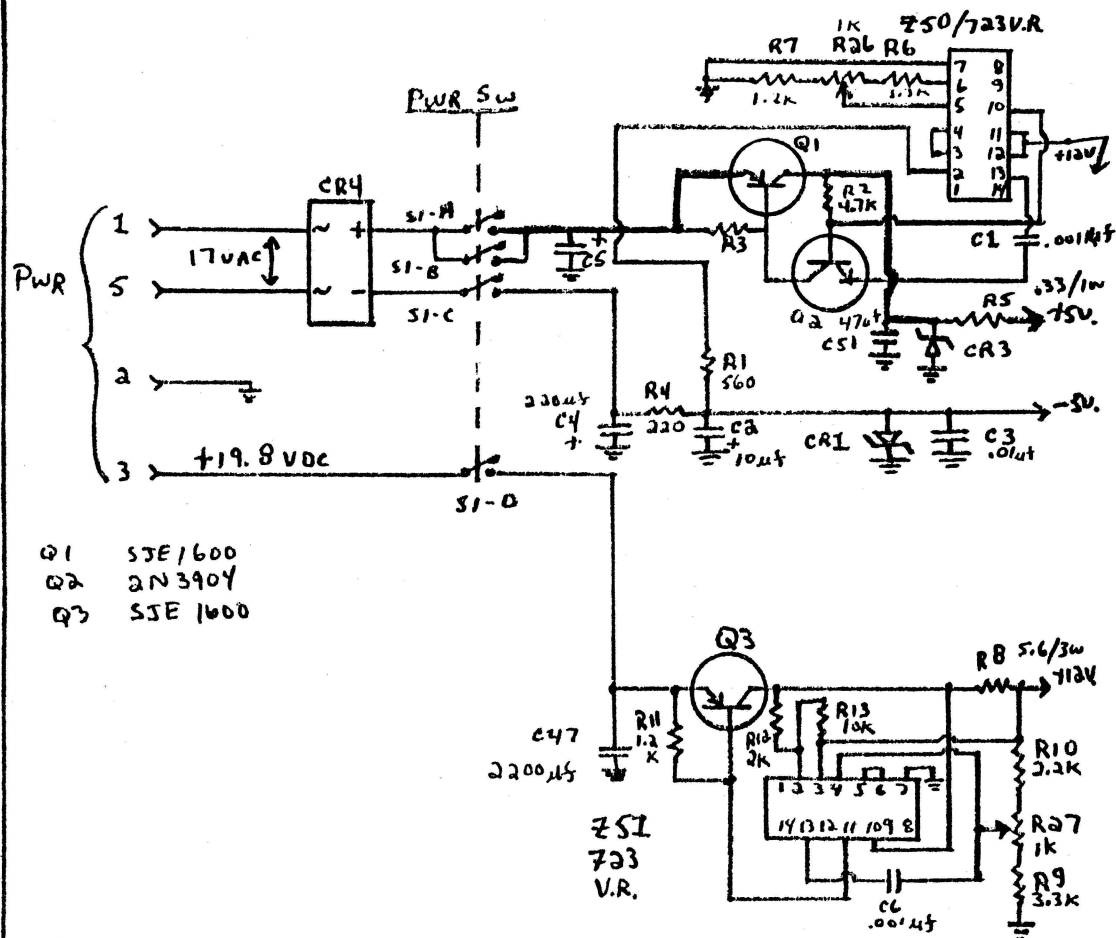 Z50/723V.R
1K
R7 R26 R6
1.2K
7 8
6 9
5 10
4 11
3 12
2 13
1 14
+12V
PWR SW
Q1
R2
4.7K
CR4
S1-A
1
~ +
17VAC
S1-B
C5
+
R3
C1
.001µf
PWR
5
~ -
S1-C
Q2
47µf
C51
.33/1W
R5
+5V.
CR3
2
R1
560
220µf
C4
+
R4
220
C2
+
10µf
-5V.
CR1
C3
.01µf
3
+19.8 VDC
S1-D
Q1 SJE1600
Q2 2N3904
Q3 SJE 1600
Q3
R8 5.6/3W
+12V
C47
2200µf
R11
1.2
K
R12
2K
R13
10K
R10
2.2K
1 2 3 4 5 6 7
14 13 12 11 10 9 8
R27
1K
Z51
723
V.R.
C6
.001µf
R9
3.3K